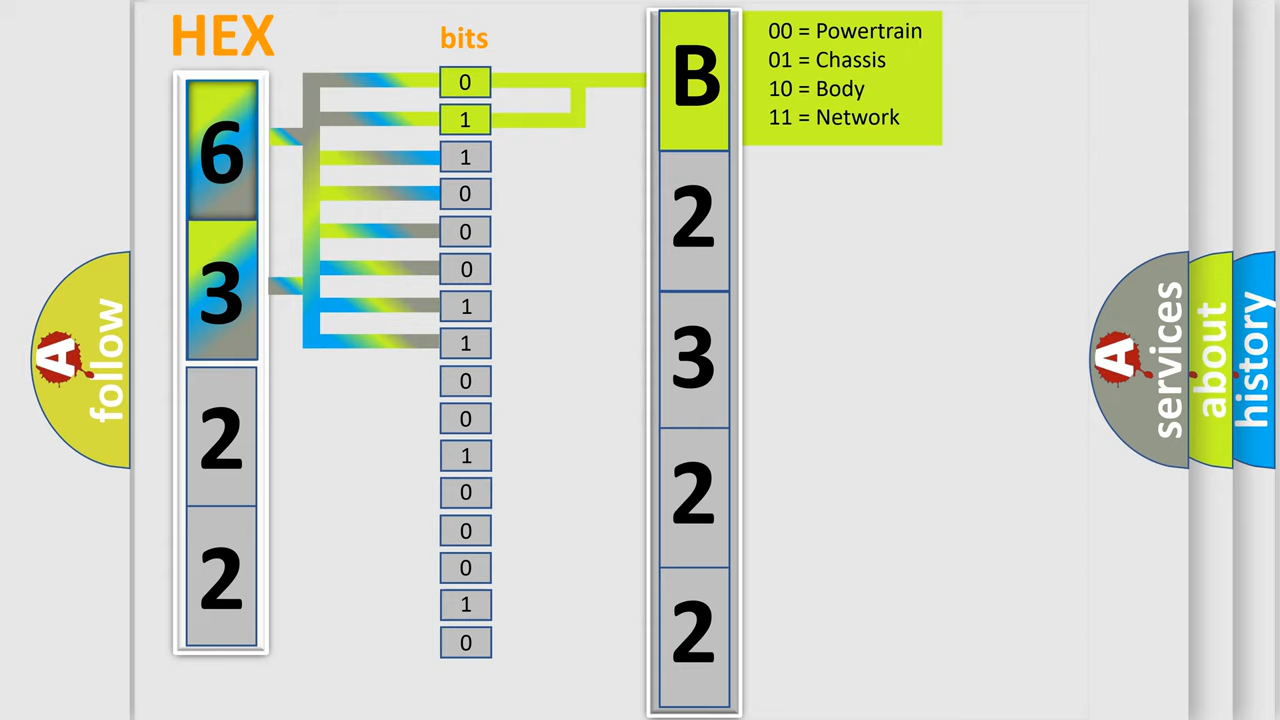 HEX
bits
6
3
2
2
0
1
1
0
0
0
1
1
0
0
1
0
0
0
1
0
B
2
3
2
2
00 = Powertrain
01 = Chassis
10 = Body
11 = Network
A
follow
A
services
about
history